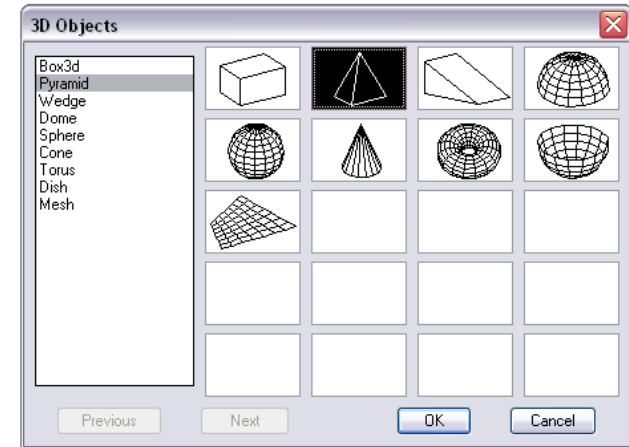 3D Objects
Box3d
Pyramid
Wedge
Dome
Sphere
Cone
Torus
Dish
Mesh
Previous
Next
OK
Cancel